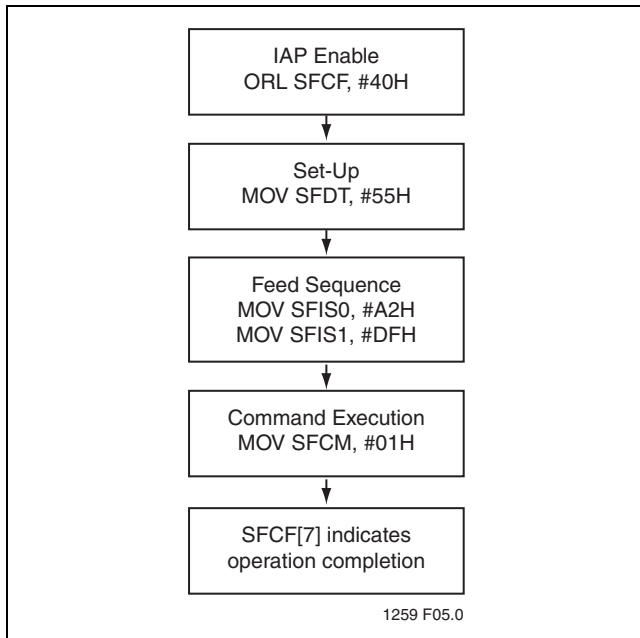 IAP Enable
ORL SFCF, #40H
Set-Up
MOV SFDT, #55H
Feed Sequence
MOV SFIS0, #A2H
MOV SFIS1, #DFH
Command Execution
MOV SFCM, #01H
SFCF[7] indicates
operation completion
1259 F05.0